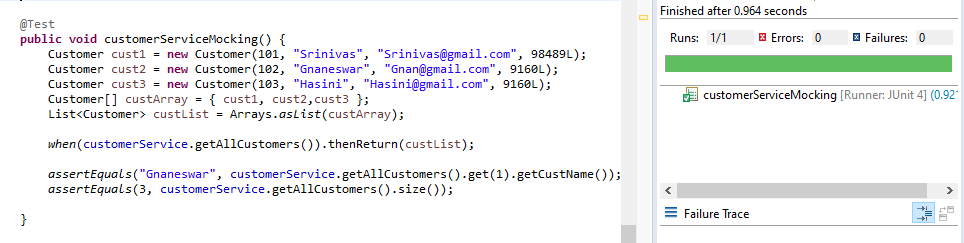 @Test
public void customerServiceMocking() {
Customer cust1 = new Customer(101, "Srinivas", "Srinivas@gmail.com", 98489L);
Customer cust2 = new Customer(102, "Gnaneswar", "Gnan@gmail.com", 9160L);
Customer cust3 = new Customer(103, "Hasini", "Hasini@gmail.com", 9160L);
Customer[] custArray = { cust1, cust2,cust3 };
List<Customer> custList = Arrays.asList(custArray);
when(customerService.getAllCustomers()).thenReturn(custList);
assertEquals("Gnaneswar", customerService.getAllCustomers().get(1).getCustName());
assertEquals(3, customerService.getAllCustomers().size());
}
Finished after 0.964 seconds
Runs: 1/1 Errors: 0 Failures: 0
customerServiceMocking [Runner: JUnit 4] (0.921
Failure Trace